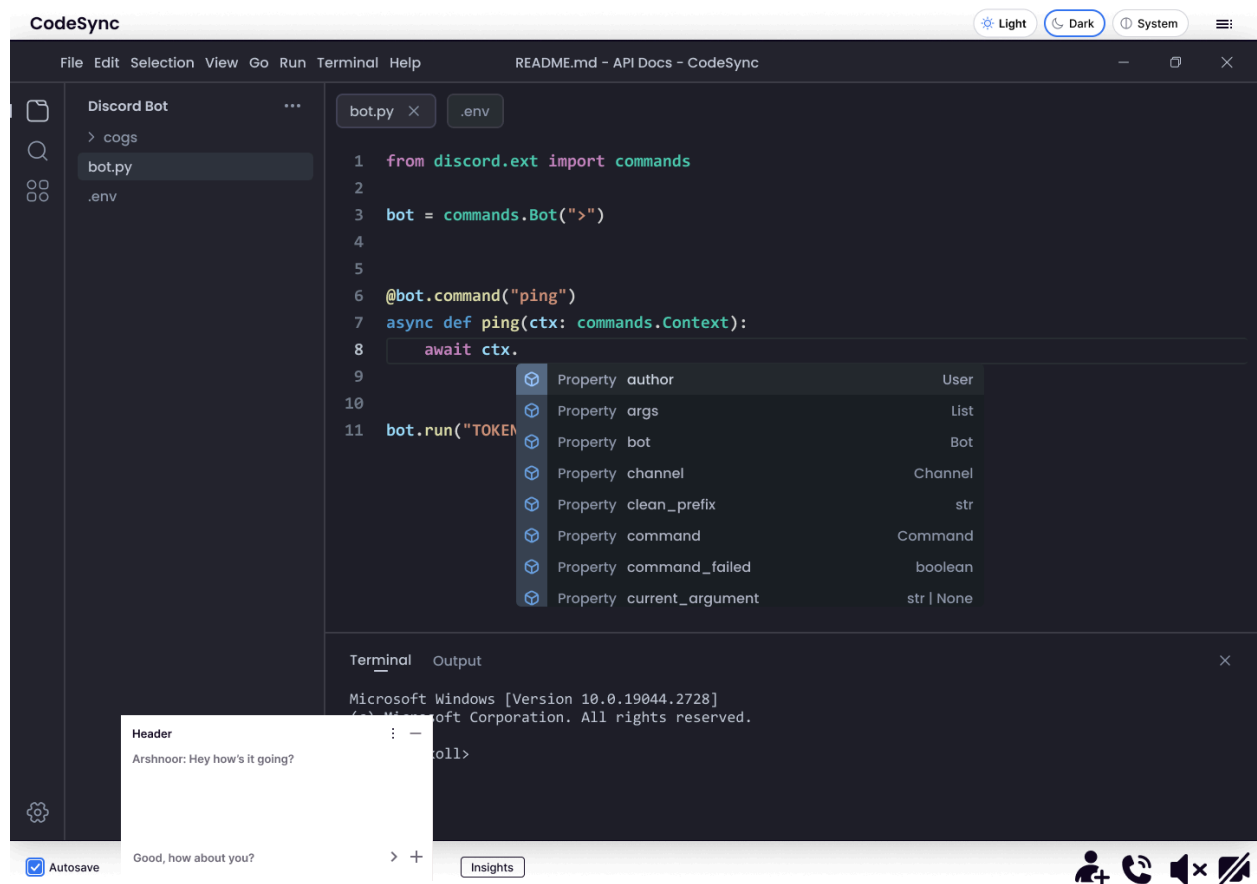 CodeSync
Light
Dark
System
File Edit Selection View Go Run Terminal Help
README.md - API Docs - CodeSync
Discord Bot
cogs
bot.py
.env
bot.py
.env
1 from discord.ext import commands
2
3 bot = commands.Bot(">")
4
5
6 @bot.command("ping")
7 async def ping(ctx: commands.Context):
8 await ctx.
9
10
11 bot.run("TOKEN
Property author User
Property args List
Property bot Bot
Property channel Channel
Property clean_prefix str
Property command Command
Property command_failed boolean
Property current_argument str | None
Terminal Output
Microsoft Windows [Version 10.0.19044.2728]
(c) Microsoft Corporation. All rights reserved.
oll>
Header
Arshnoor: Hey how's it going?
Good, how about you?
Autosave
Insights